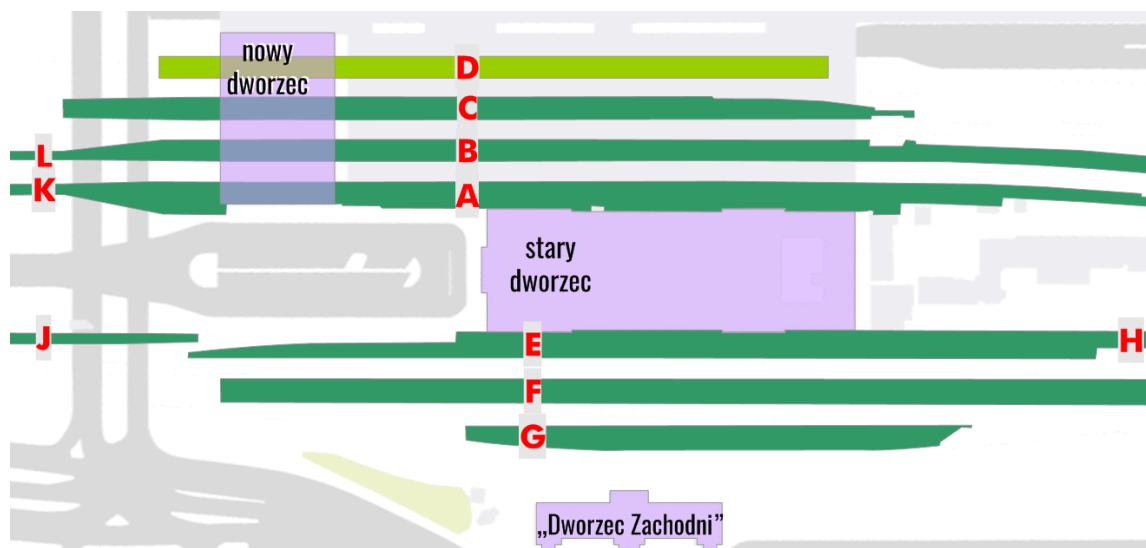 nowy
dworzec
D
C
B
L
K
A
stary
dworzec
J
E
H
F
G
„Dworzec Zachodni”